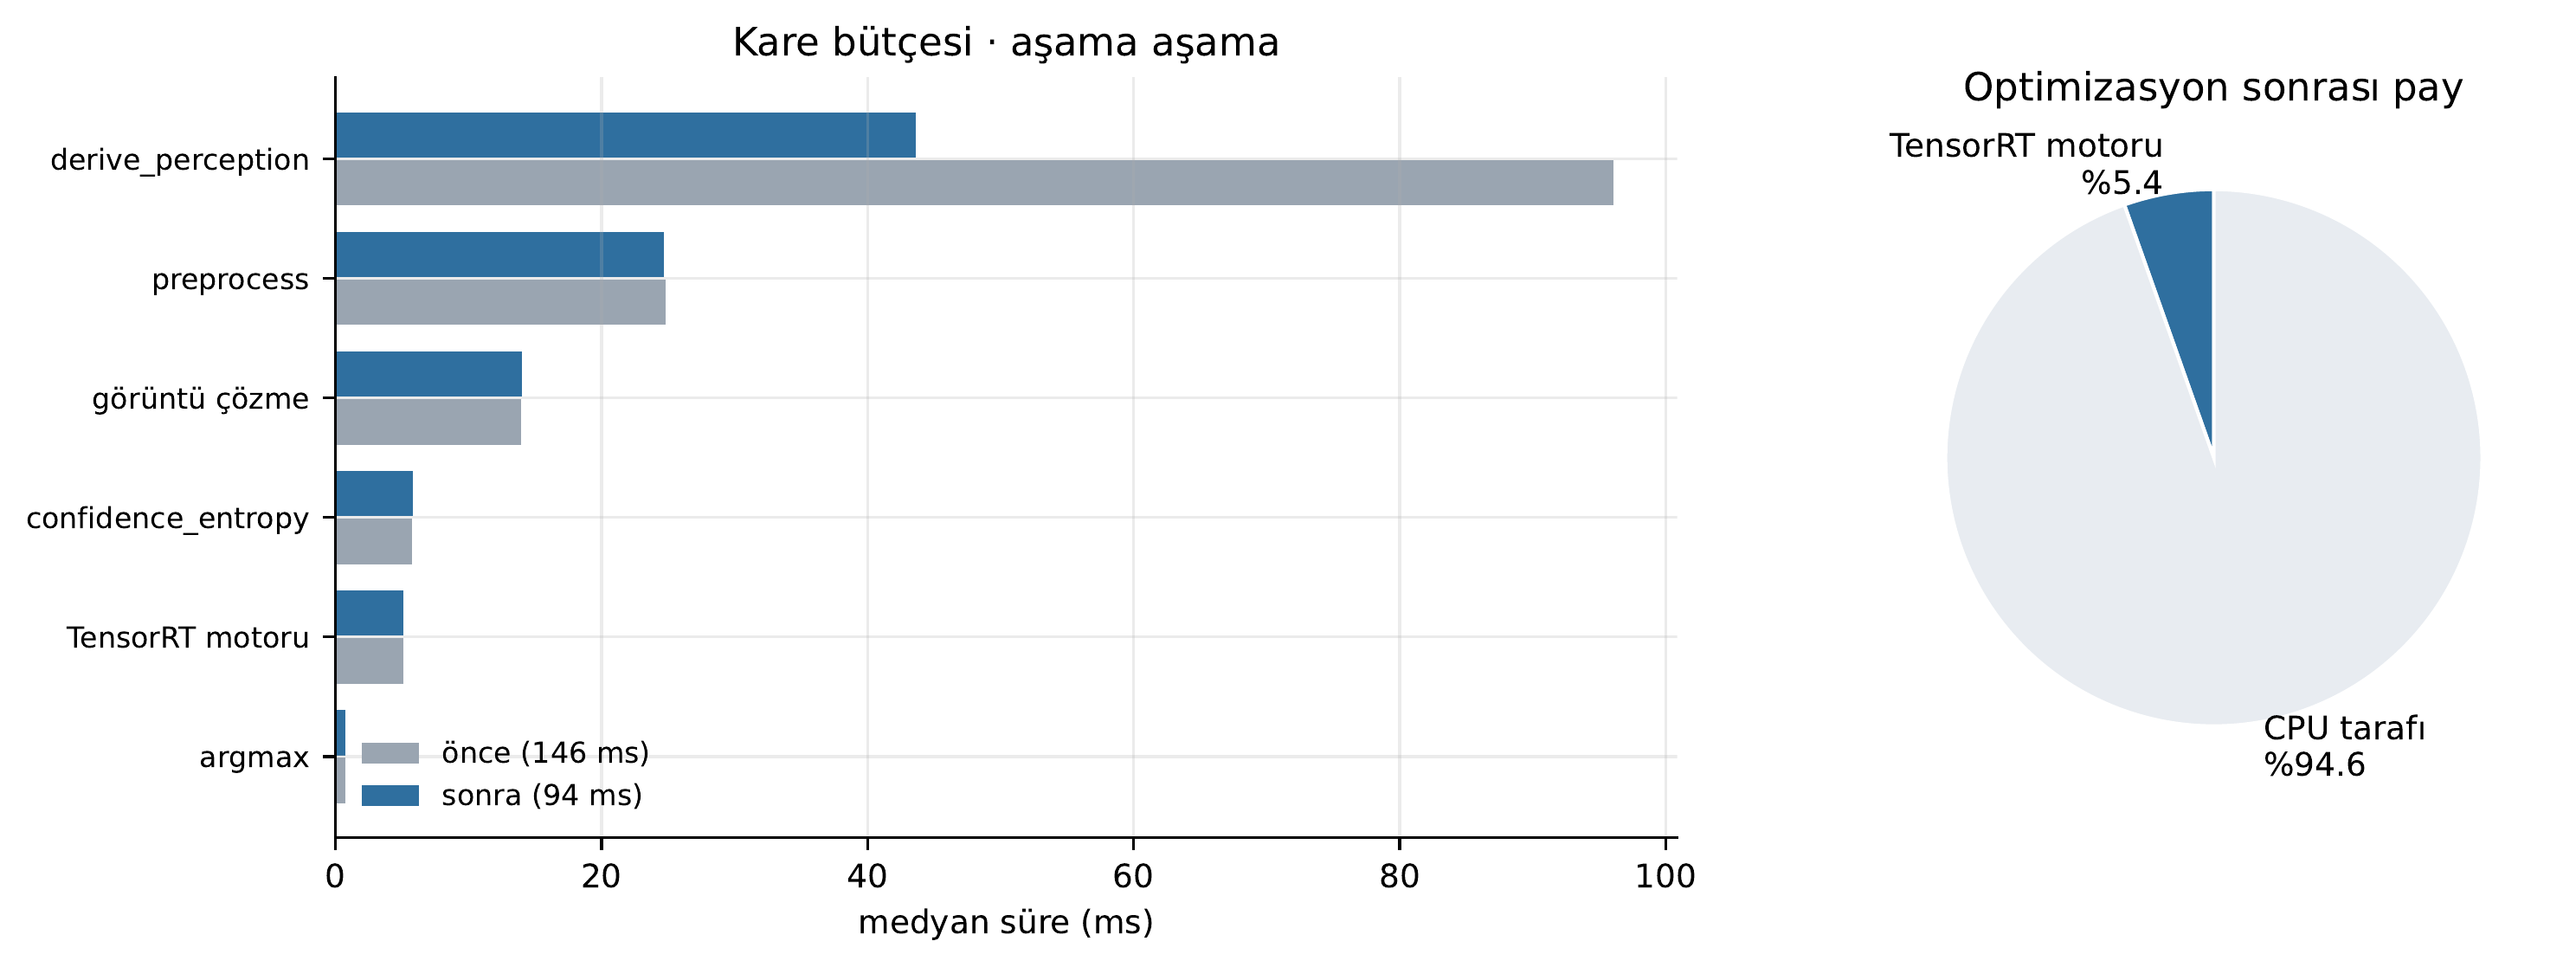 Kare bütçesi · aşama aşama
derive_perception
preprocess
görüntü çözme
confidence_entropy
TensorRT motoru
argmax
önce (146 ms)
sonra (94 ms)
0 20 40 60 80 100
medyan süre (ms)
Optimizasyon sonrası pay
TensorRT motoru
%5.4
CPU tarafı
%94.6